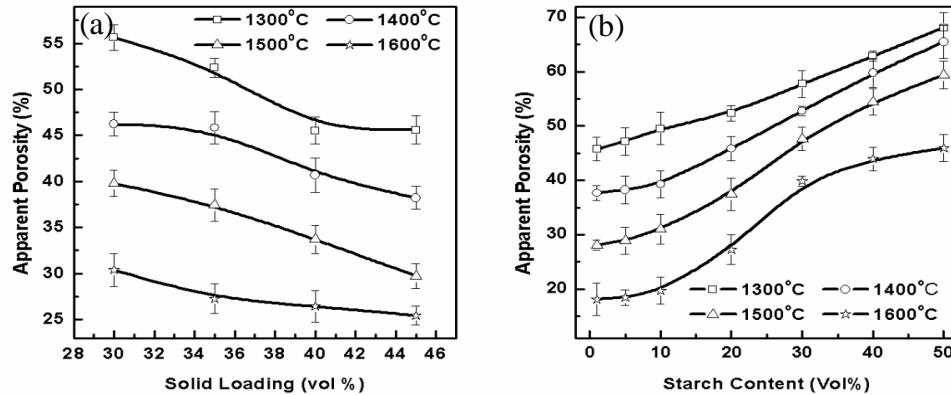 (a)
1300°C 1400°C
1500°C 1600°C
55
50
45
40
35
30
25
28 30 32 34 36 38 40 42 44 46
Solid Loading (vol %)
Apparent Porosity (%)
(b)
70
60
50
40
30
20
1300°C 1400°C
1500°C 1600°C
0 10 20 30 40 50
Starch Content (Vol%)
Apparent Porosity (%)